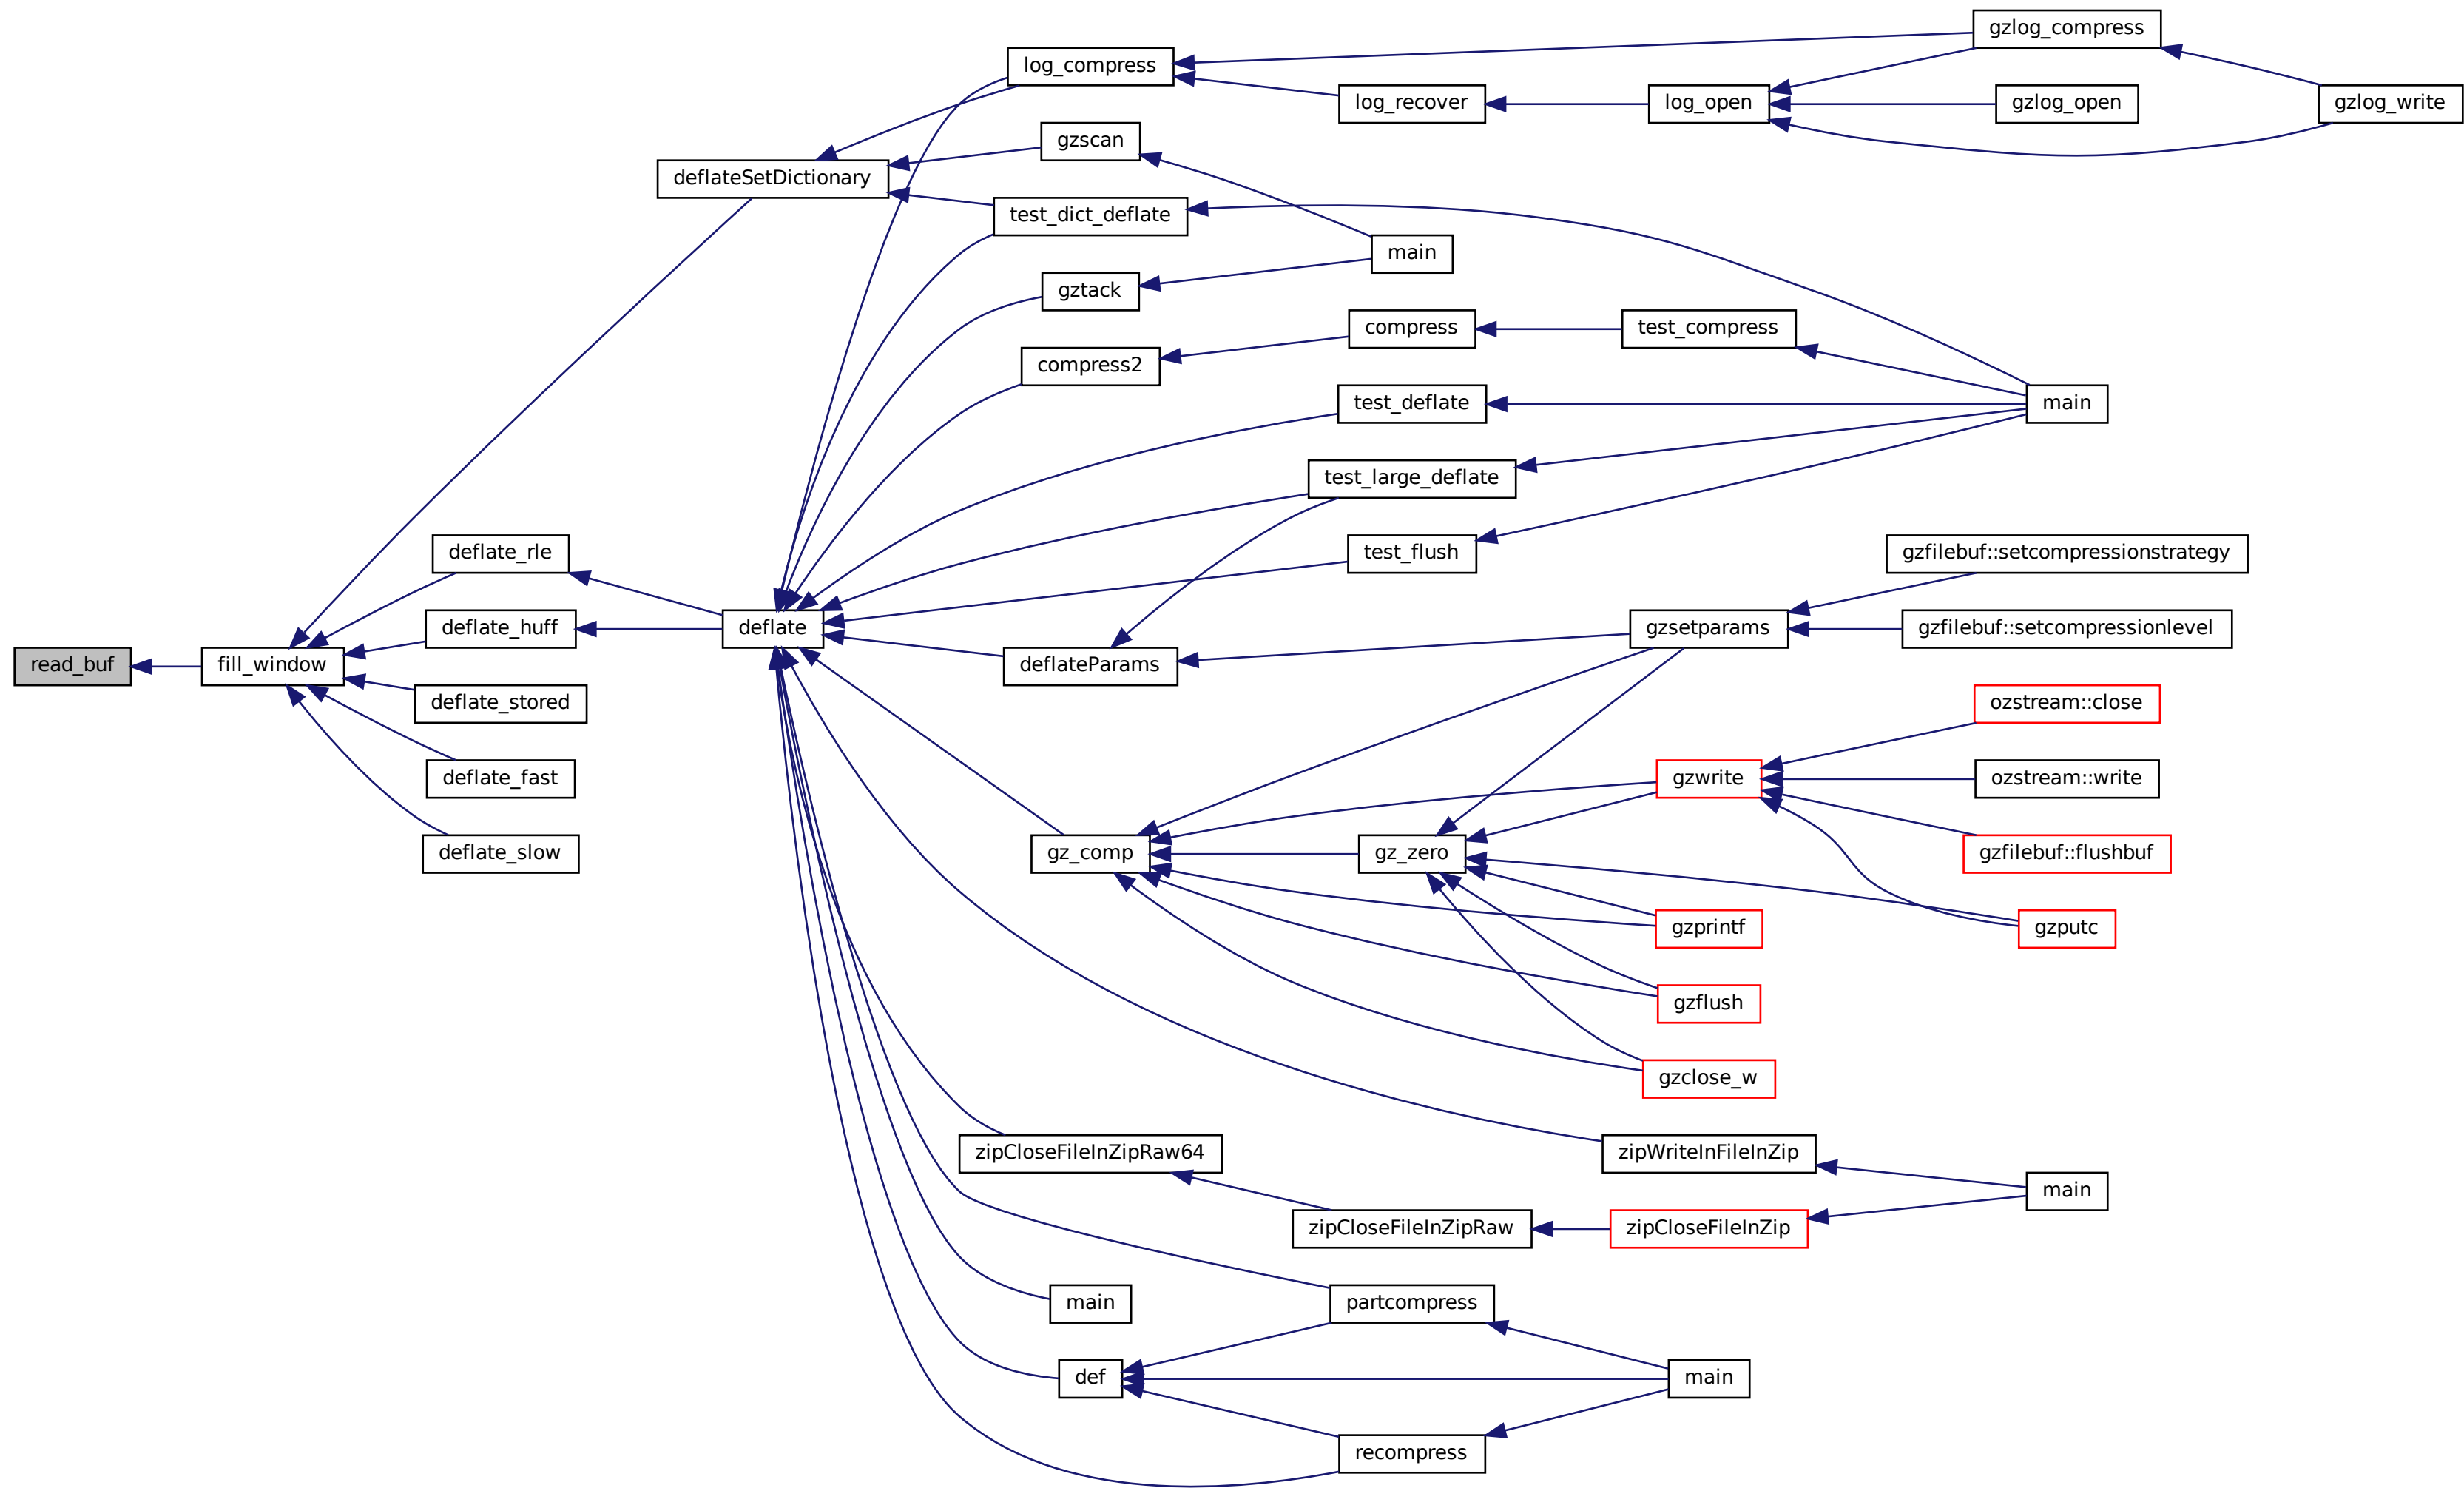 gzlog_compress
log_compress
log_recover
log_open
gzlog_open
gzlog_write
gzscan
deflateSetDictionary
test_dict_deflate
main
gztack
compress
test_compress
compress2
test_deflate
main
test_large_deflate
deflate_rle
test_flush
gzfilebuf::setcompressionstrategy
deflate_huff
deflate
gzsetparams
gzfilebuf::setcompressionlevel
read_buf
fill_window
deflateParams
deflate_stored
ozstream::close
deflate_fast
gzwrite
ozstream::write
deflate_slow
gz_comp
gz_zero
gzfilebuf::flushbuf
gzprintf
gzputc
gzflush
gzclose_w
zipCloseFileInZipRaw64
zipWriteInFileInZip
main
zipCloseFileInZipRaw
zipCloseFileInZip
main
partcompress
def
main
recompress